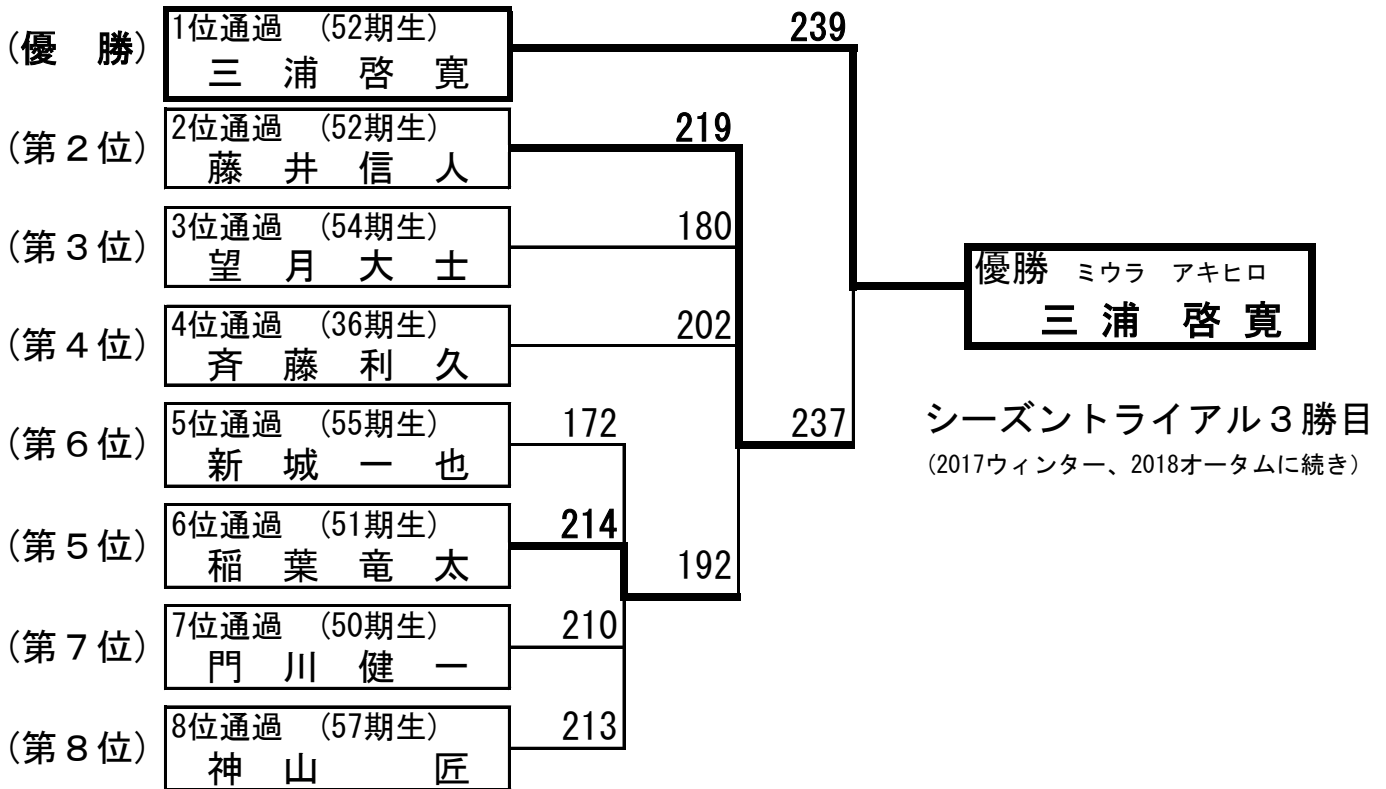 (優　勝)
1位通過　(52期生)
三　浦　啓　寛
239
(第２位)
2位通過　(52期生)
藤　井　信　人
219
(第３位)
3位通過　(54期生)
望　月　大　士
180
(第４位)
4位通過　(36期生)
斉　藤　利　久
202
(第６位)
5位通過　(55期生)
新　城　一　也
172
237
(第５位)
6位通過　(51期生)
稲　葉　竜　太
214
192
(第７位)
7位通過　(50期生)
門　川　健　一
210
(第８位)
8位通過　(57期生)
神　山　　　匠
213
優勝　ミウラ　アキヒロ
三 浦　啓 寛
シーズントライアル３勝目
(2017ウィンター、2018オータムに続き)